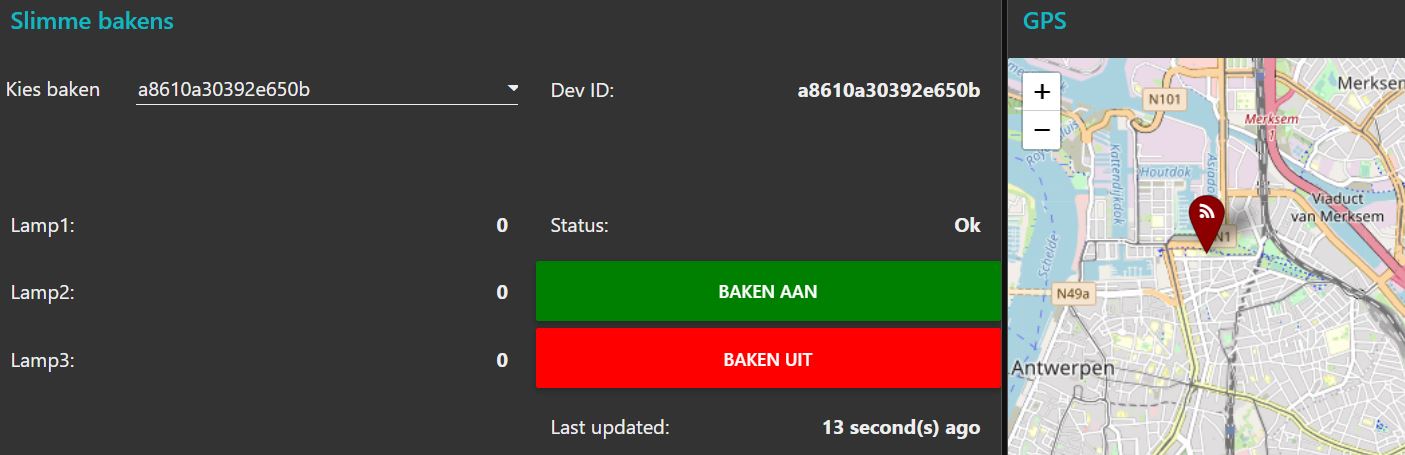 Slimme bakens
Kies baken a8610a30392e650b
Dev ID: a8610a30392e650b
Lamp1: 0
Status: Ok
Lamp2: 0
BAKEN AAN
Lamp3: 0
BAKEN UIT
Last updated: 13 second(s) ago
GPS
+
−
N101
Merksem
Merksem
1
Kattendijkdok
Houtdok
Asiadok
Viaduct
van Merksem
N1
Schelde
N49a
Antwerpen